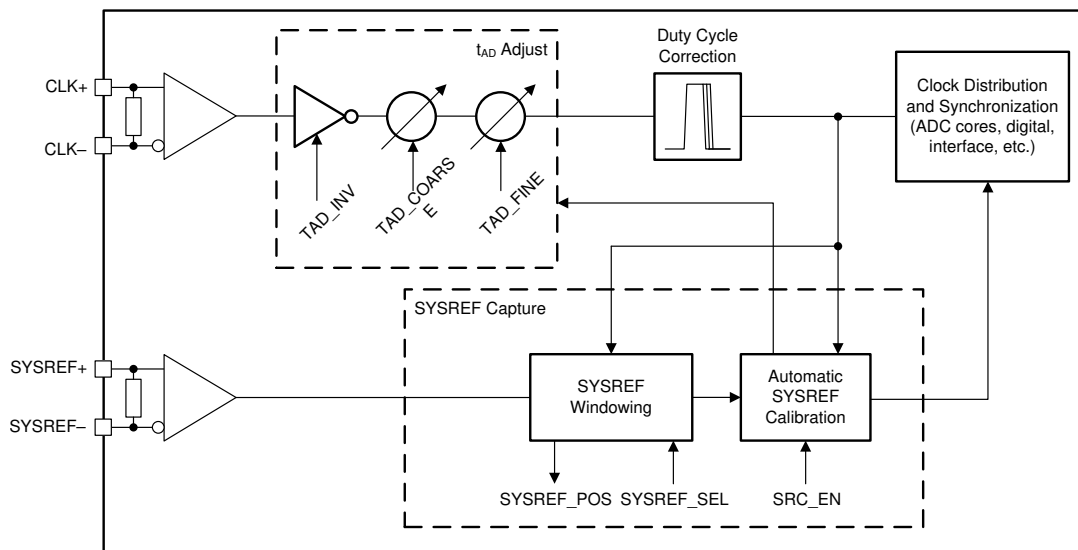 t_AD Adjust
Duty Cycle
Correction
CLK+
CLK–
TAD_INV
TAD_COARS
E
TAD_FINE
Clock Distribution
and Synchronization
(ADC cores, digital,
interface, etc.)
SYSREF Capture
SYSREF+
SYSREF–
SYSREF
Windowing
Automatic
SYSREF
Calibration
SYSREF_POS
SYSREF_SEL
SRC_EN